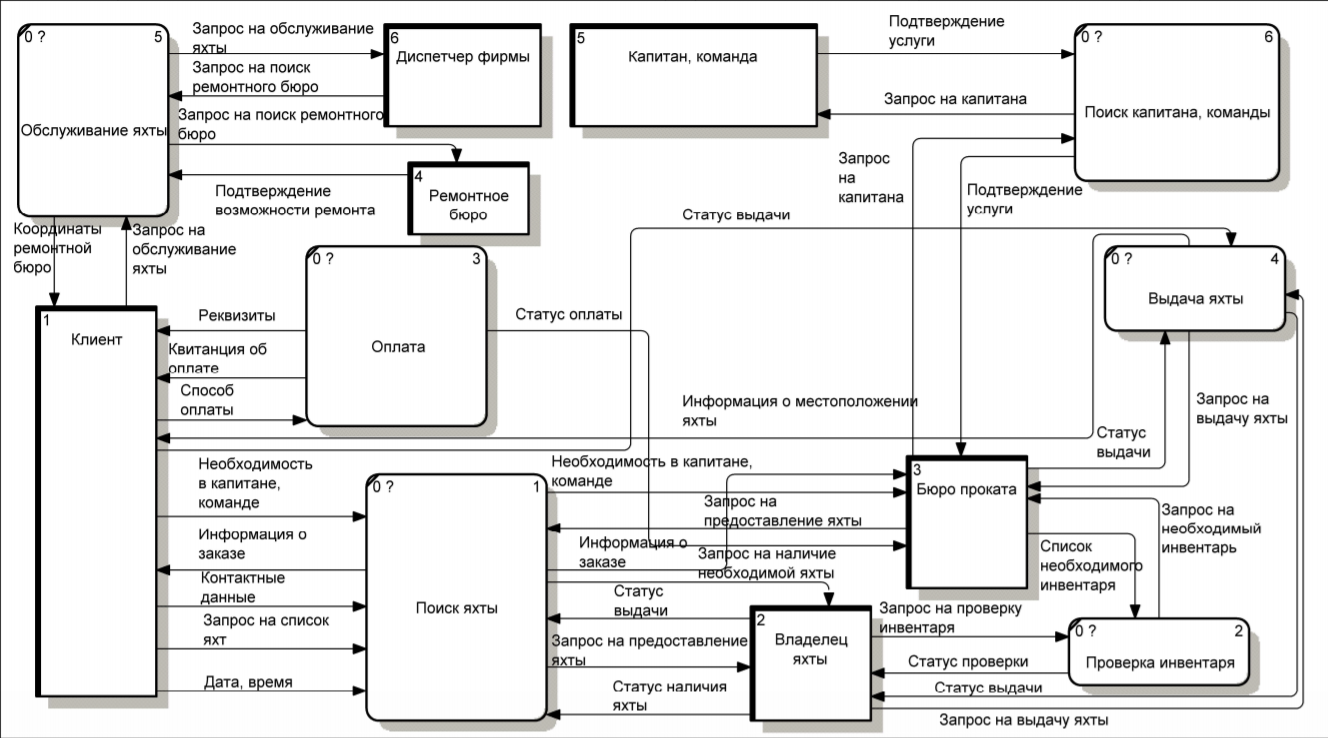 0 ?
5
Обслуживание яхты
Запрос на обслуживание
яхты
Запрос на поиск
ремонтного бюро
Запрос на поиск ремонтного
бюро
6
Диспетчер фирмы
5
Капитан, команда
Подтверждение
услуги
0 ?
6
Поиск капитана, команды
Запрос на капитана
Запрос
на
капитана
Подтверждение
услуги
4
Ремонтное
бюро
Подтверждение
возможности ремонта
Координаты
ремонтной
бюро
Запрос на
обслуживание
яхты
Статус выдачи
0 ?
3
Оплата
0 ?
4
Выдача яхты
1
Клиент
Реквизиты
Квитанция об
оплате
Способ
оплаты
Статус оплаты
Информация о местоположении
яхты
Запрос на
выдачу яхты
Статус
выдачи
Необходимость
в капитане,
команде
Информация о
заказе
Контактные
данные
Запрос на список
яхт
Дата, время
0 ?
1
Поиск яхты
Необходимость в капитане,
команде
Запрос на
предоставление яхты
Информация о
заказе
Запрос на наличие
необходимой яхты
Статус
выдачи
Запрос на предоставление
яхты
Статус наличия
яхты
3
Бюро проката
Список
необходимого
инвентаря
Запрос на
необходимый
инвентарь
2
Владелец
яхты
Запрос на проверку
инвентаря
Статус проверки
Статус выдачи
Запрос на выдачу яхты
0 ?
2
Проверка инвентаря